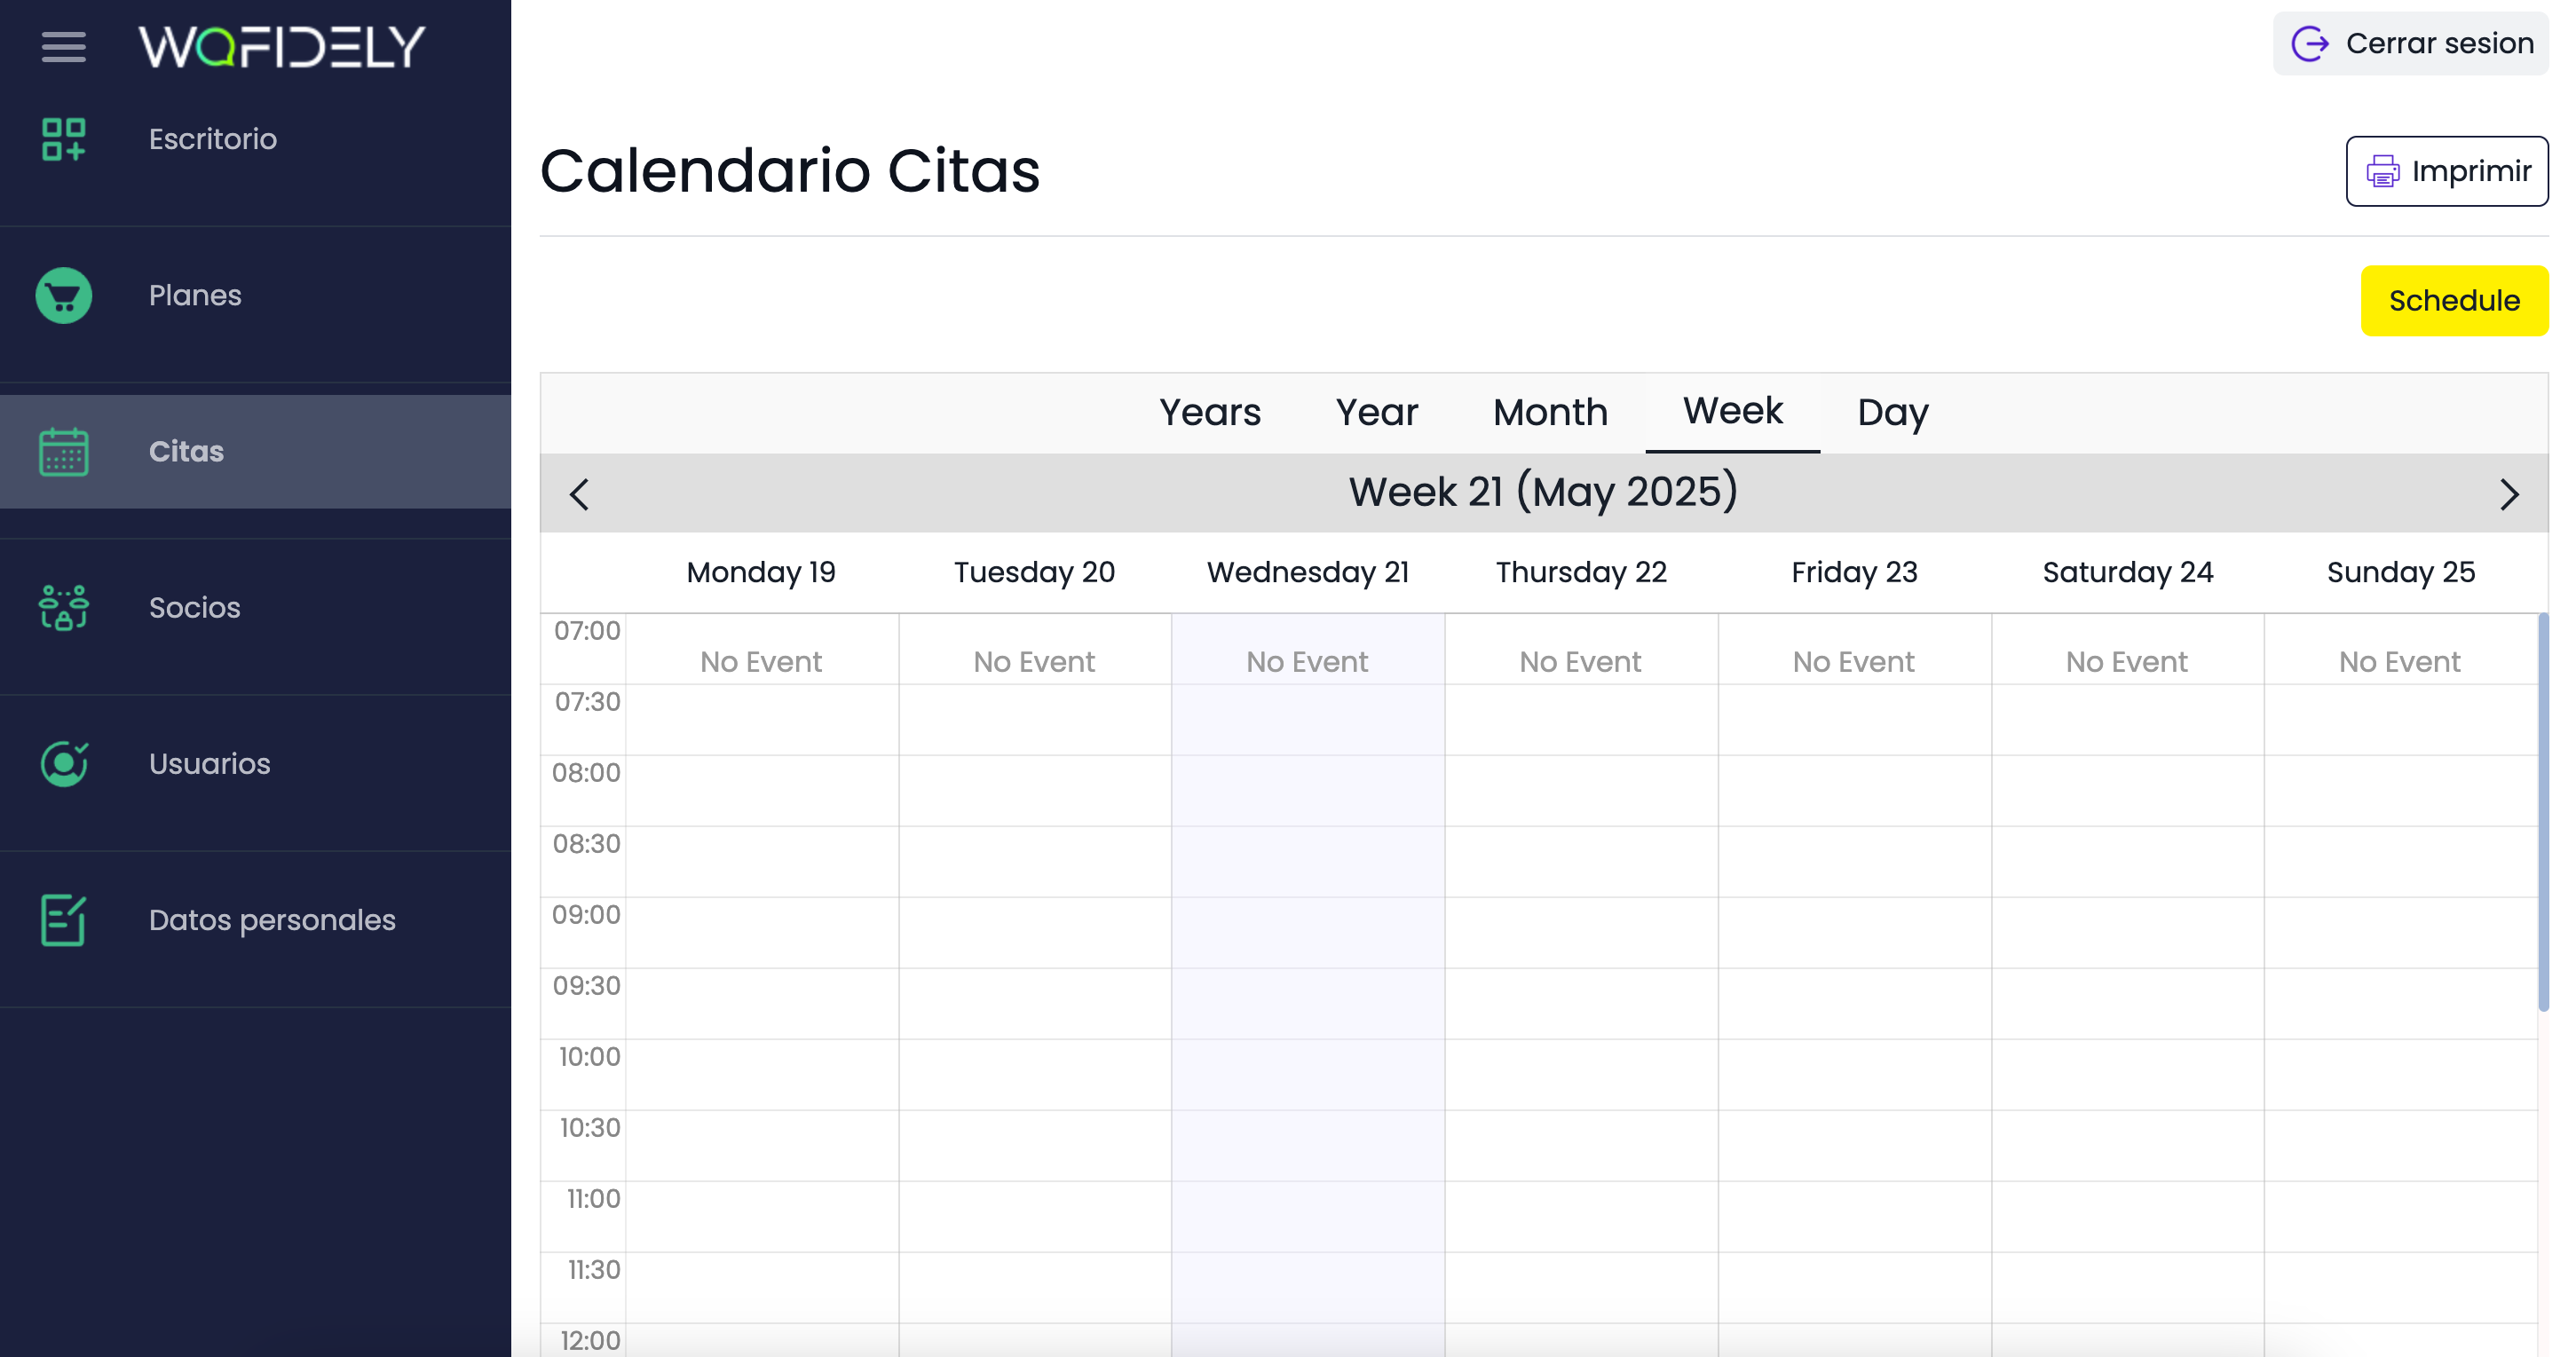 WAFIDELY
Cerrar sesion
Escritorio
Planes
Citas
Socios
Usuarios
Datos personales
Calendario Citas
Imprimir
Schedule
Years Year Month Week Day
Week 21 (May 2025)
Monday 19 Tuesday 20 Wednesday 21 Thursday 22 Friday 23 Saturday 24 Sunday 25
07:00
No Event No Event No Event No Event No Event No Event No Event
07:30
08:00
08:30
09:00
09:30
10:00
10:30
11:00
11:30
12:00